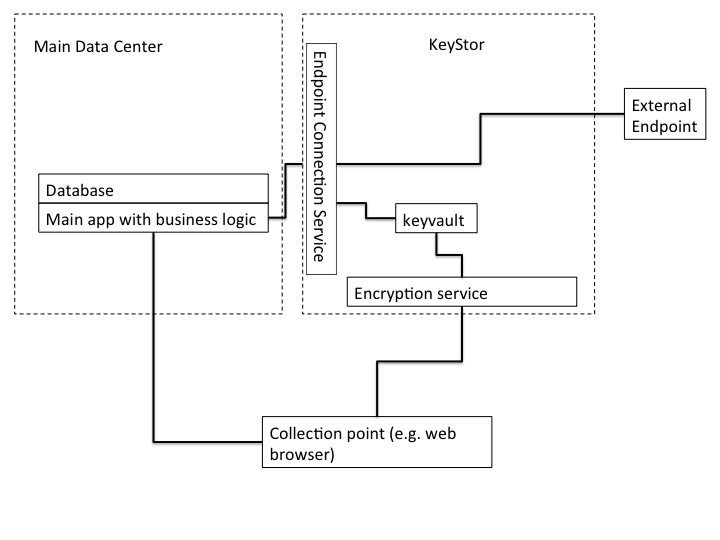 Main Data Center
KeyStor
Endpoint Connection Service
External
Endpoint
Database
Main app with business logic
keyvault
Encryption service
Collection point (e.g. web
browser)